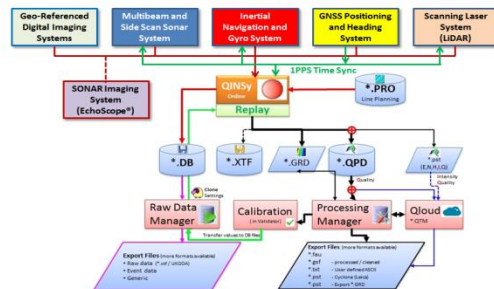 Geo-Referenced
Digital Imaging
Systems
Multibeam and
Side Scan Sonar
System
Inertial
Navigation and
Gyro System
GNSS Positioning
and Heading
System
Scanning Laser
System
(LiDAR)
1PPS Time Sync
SONAR Imaging
System
(EchoScope®)
QINSy
Online
Replay
*.PRO
Line Planning
*.DB
*.XTF
*.GRD
*.QPD
*.pst
(E,N,H,I,Q)
Clone
Settings
Quality
Intensity
Quality
Raw Data
Manager
Calibration
(in Validator)
Processing
Manager
Qloud
*.QTM
Transfer values to DB files
Export Files (more formats available)
• Raw data (*.xtf / UKOOA)
• Event data
• Generic
Export Files (more formats available)
*.fau
*.gsf - processed / cleaned
*.txt - User defined ASCII
*.pst - Cyclone (Leica)
*.pst - Export *.GRD